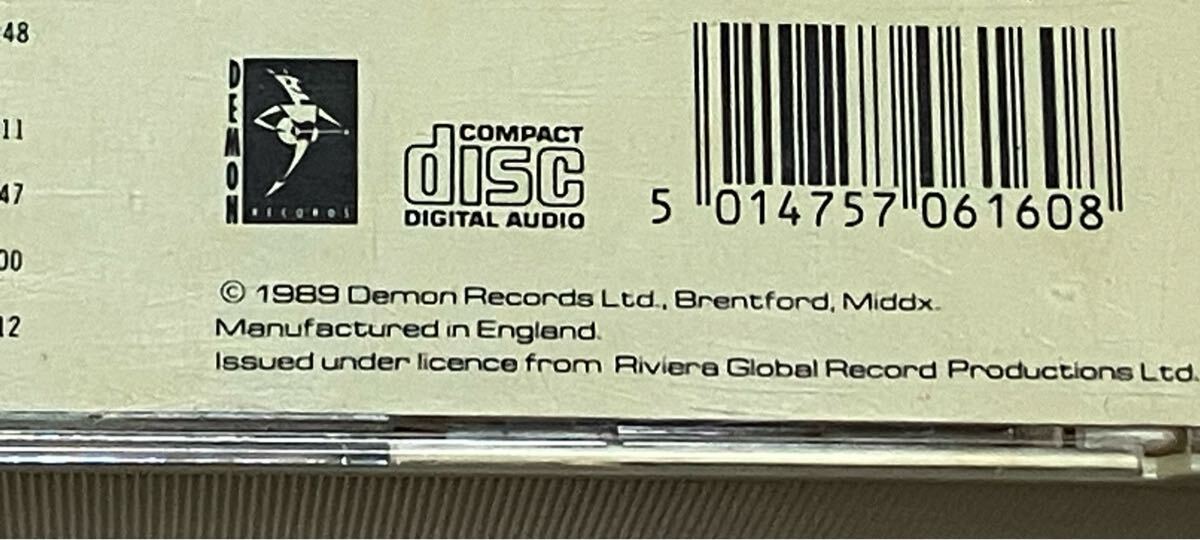 :48
11
47
00
12
DEMON
RECORDS
COMPACT
disc
DIGITAL AUDIO
5 014757 061608
© 1989 Demon Records Ltd., Brentford, Middx.
Manufactured in England.
Issued under licence from Riviera Global Record Productions Ltd.